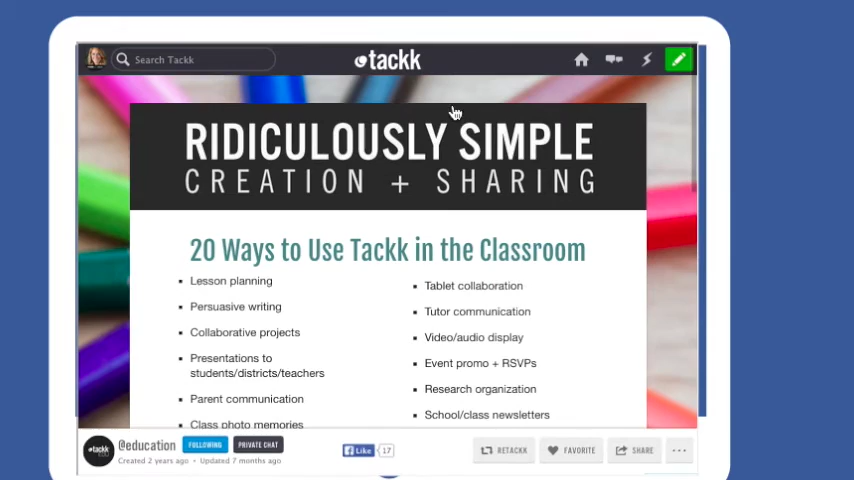 Search Tackk
tackk
RIDICULOUSLY SIMPLE
CREATION + SHARING
20 Ways to Use Tackk in the Classroom
Lesson planning
Persuasive writing
Collaborative projects
Presentations to
students/districts/teachers
Parent communication
Class photo memories
Tablet collaboration
Tutor communication
Video/audio display
Event promo + RSVPs
Research organization
School/class newsletters
tackk
EDU
@education FOLLOWING PRIVATE CHAT
Created 2 years ago • Updated 7 months ago
Like 17
RETACKK
FAVORITE
SHARE